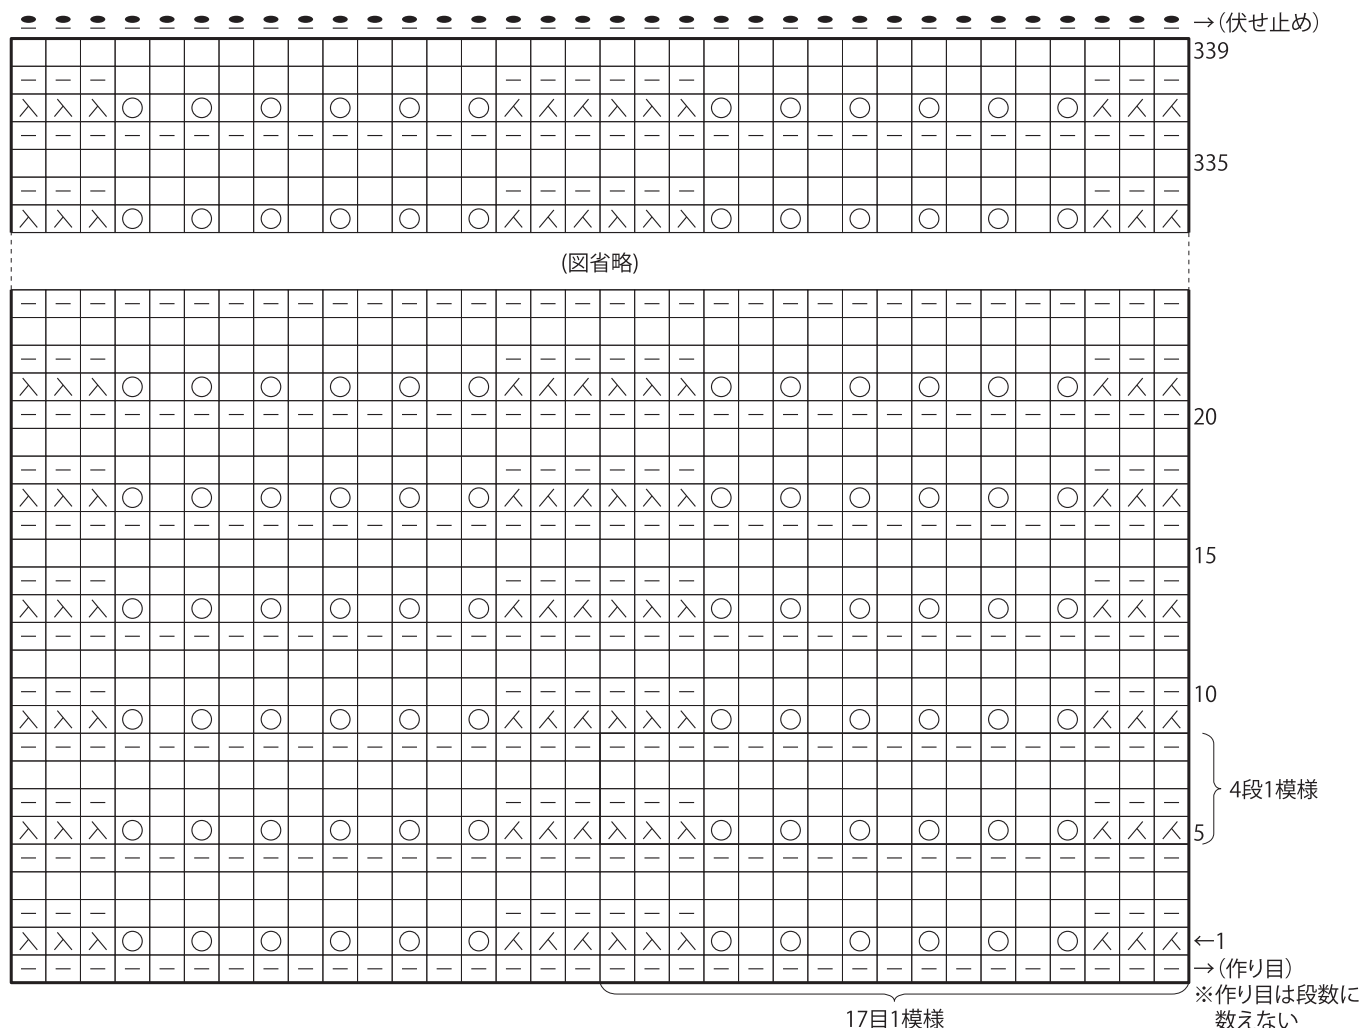 →(伏せ止め)
339
335
(図省略)
20
15
10
4段1模様
5
←1
→(作り目)
※作り目は段数に
数えない
17目1模様